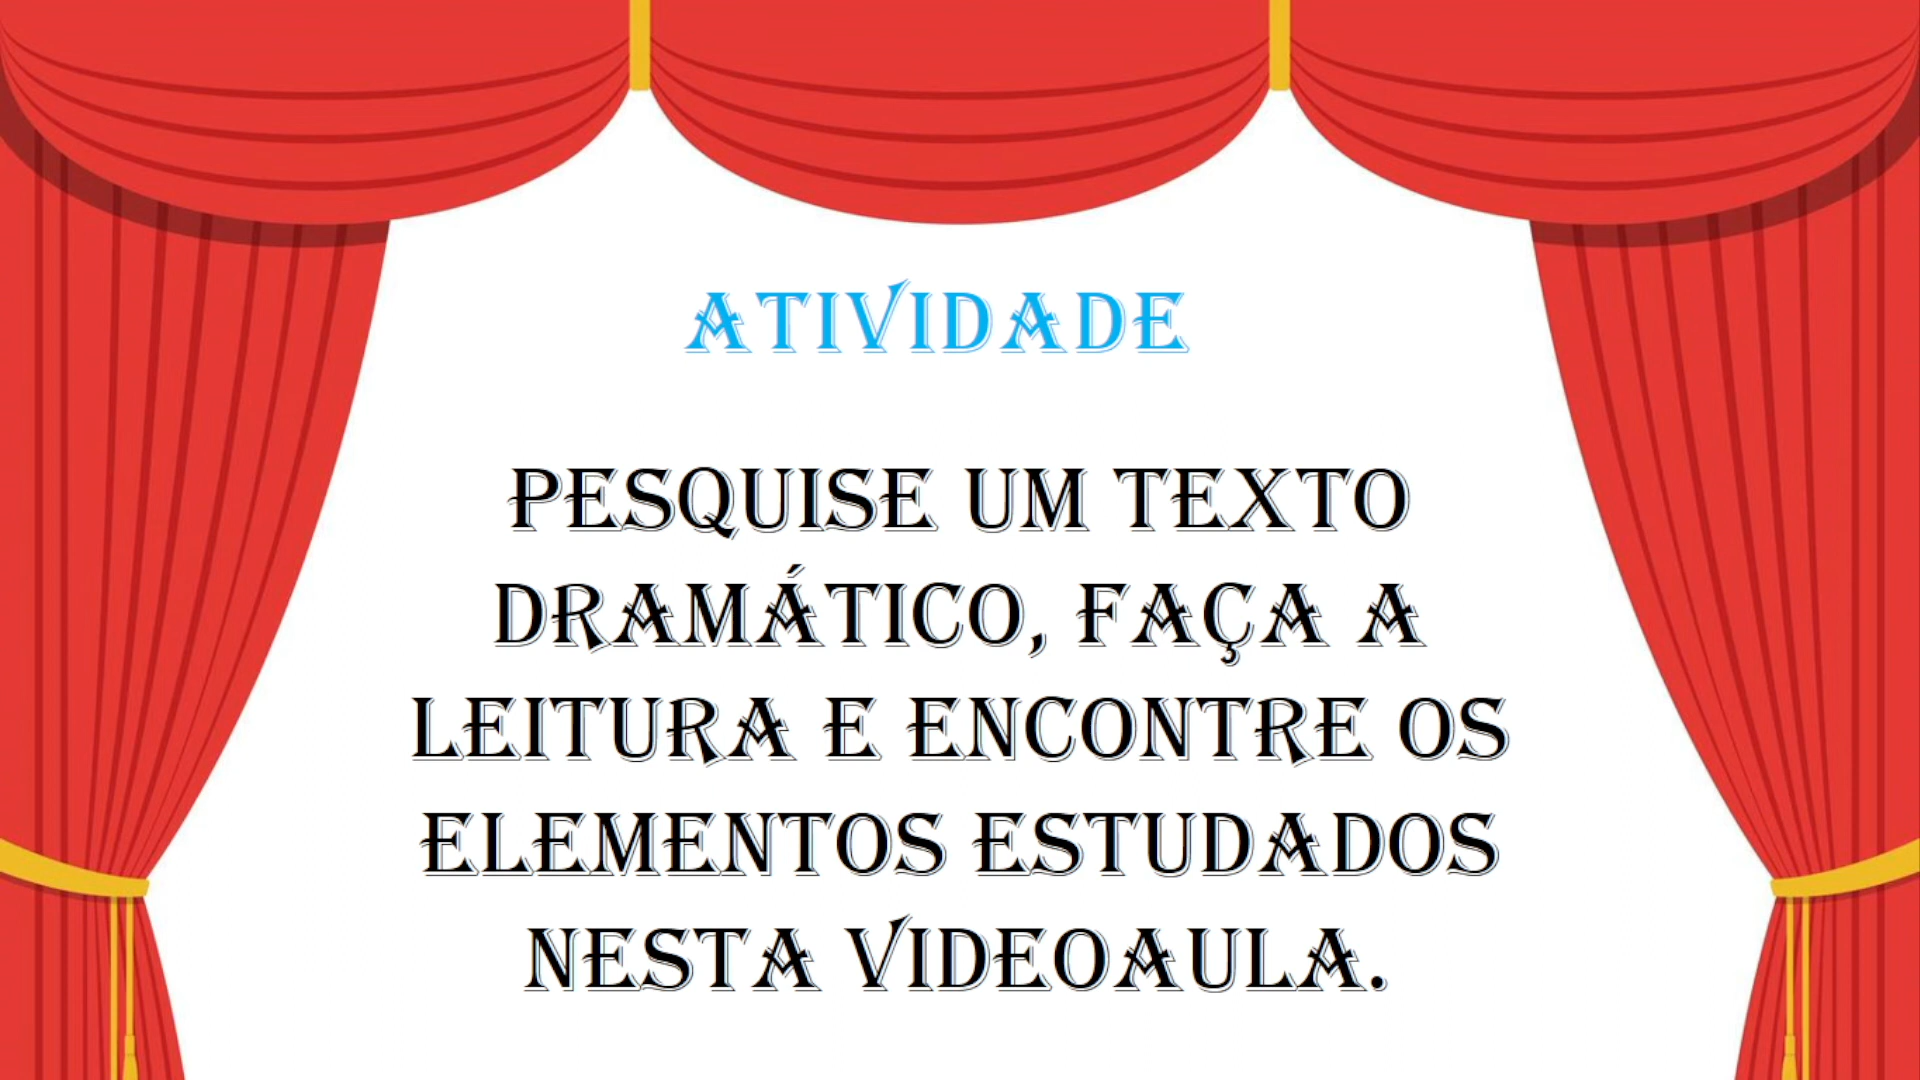 ATIVIDADE
PESQUISE UM TEXTO
DRAMÁTICO, FAÇA A
LEITURA E ENCONTRE OS
ELEMENTOS ESTUDADOS
NESTA VIDEOAULA.